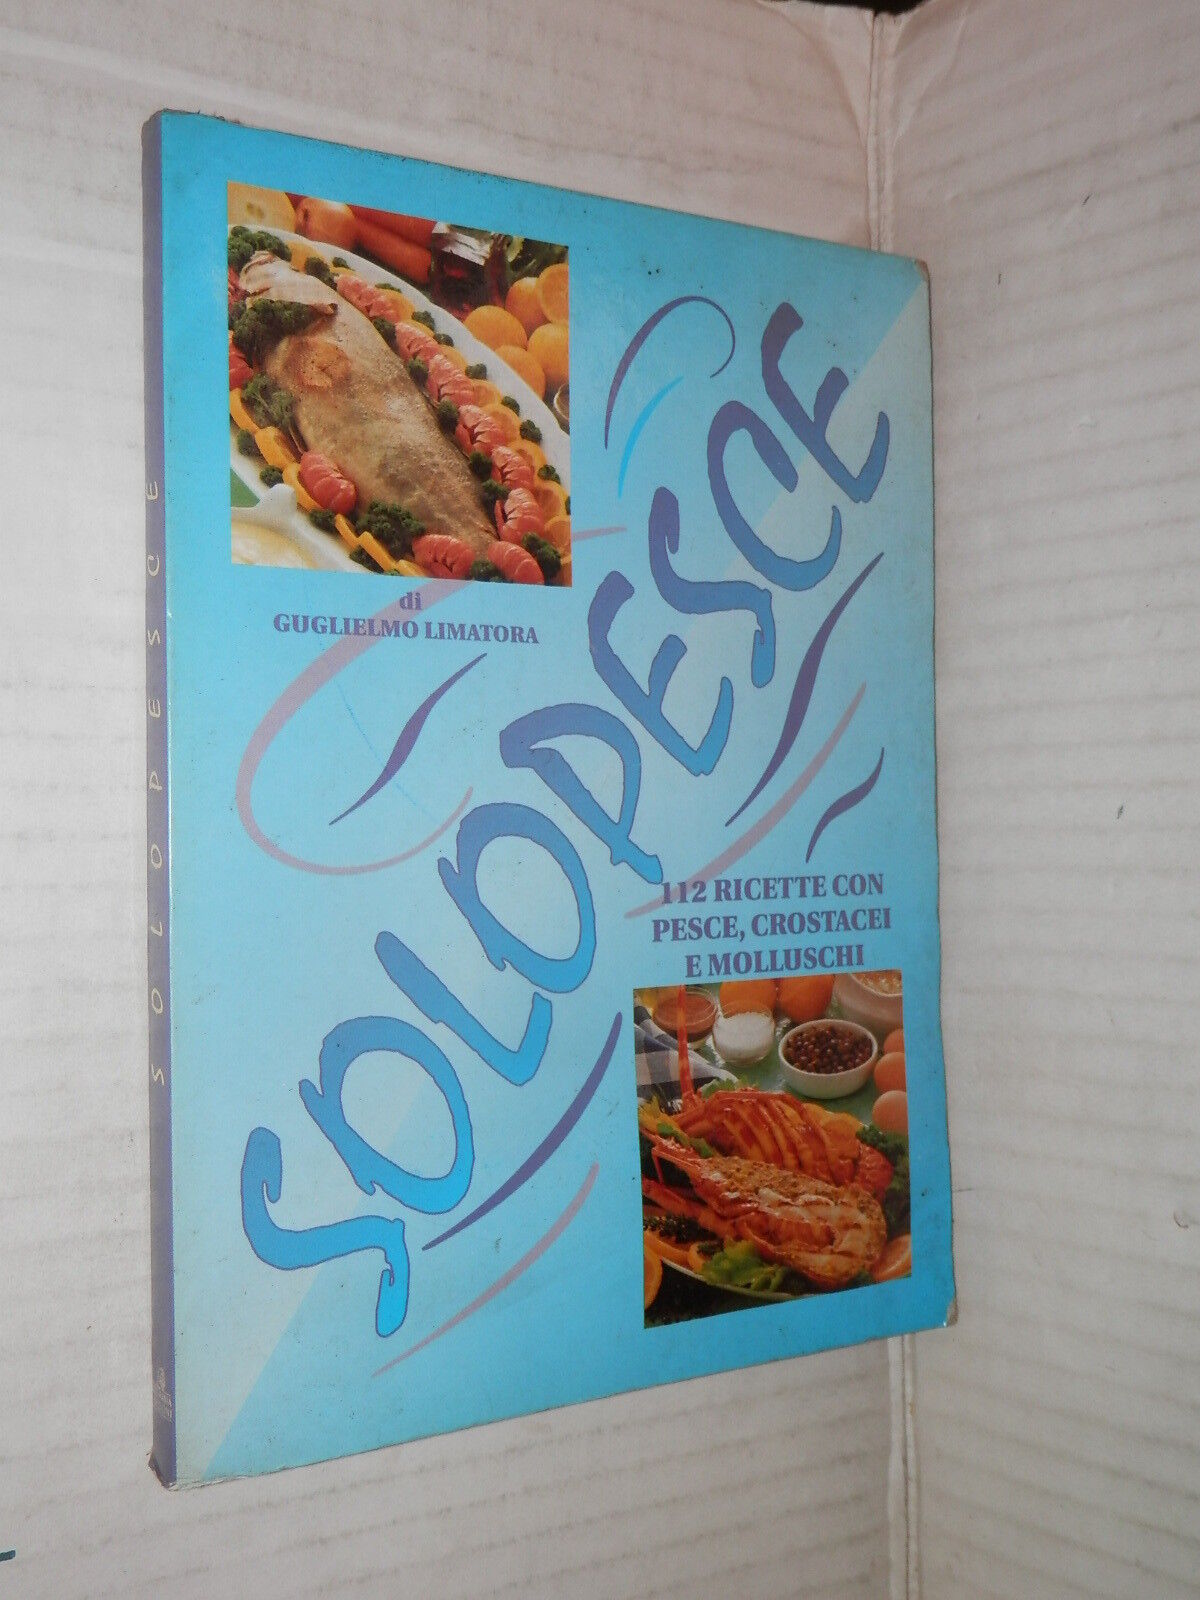 SOLOPESCE
di
GUGLIELMO LIMATORA
SOLOPESCE
112 RICETTE CON
PESCE, CROSTACEI
E MOLLUSCHI